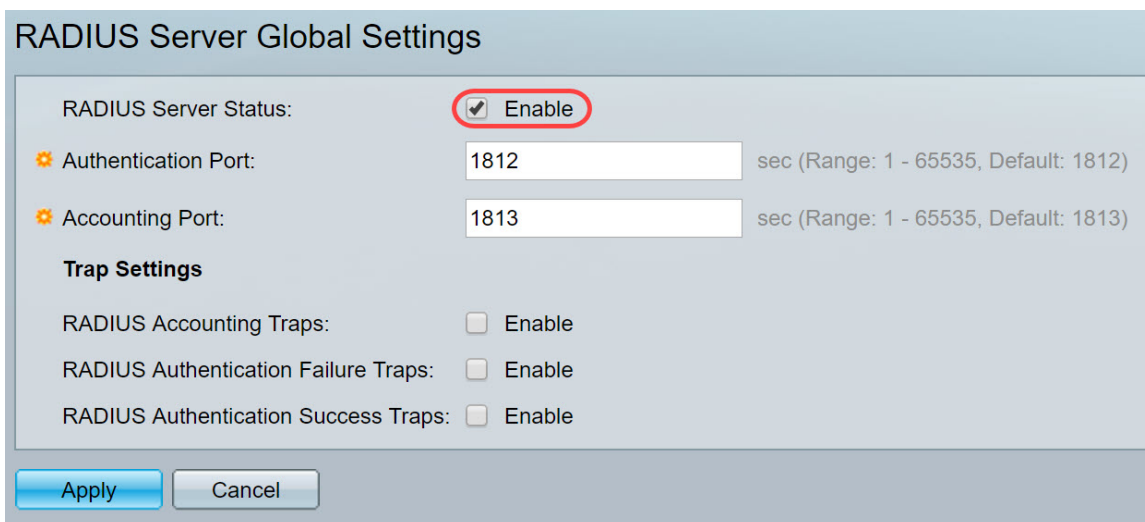 RADIUS Server Global Settings
RADIUS Server Status: Enable
Authentication Port: 1812 sec (Range: 1 - 65535, Default: 1812)
Accounting Port: 1813 sec (Range: 1 - 65535, Default: 1813)
Trap Settings
RADIUS Accounting Traps: Enable
RADIUS Authentication Failure Traps: Enable
RADIUS Authentication Success Traps: Enable
Apply Cancel